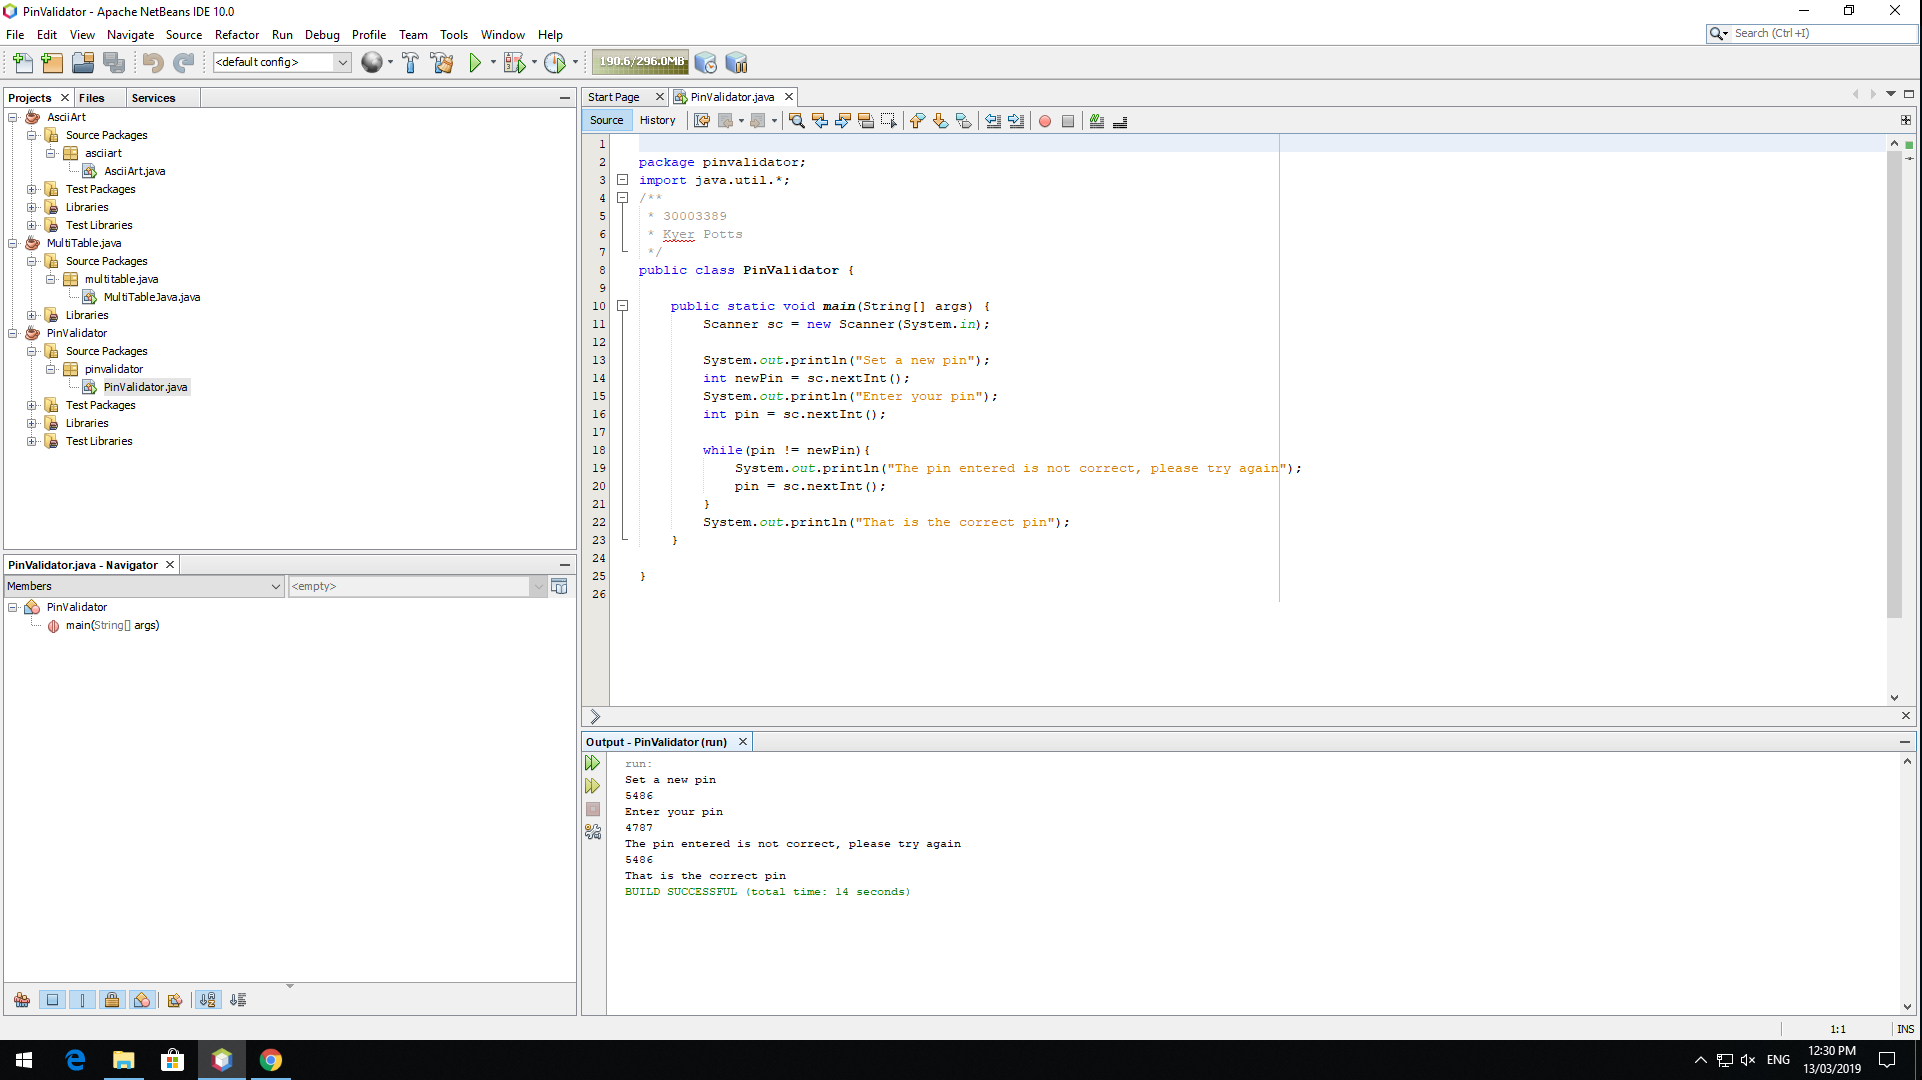 PinValidator - Apache NetBeans IDE 10.0
File Edit View Navigate Source Refactor Run Debug Profile Team Tools Window Help
Search (Ctrl+I)
<default config>
190.6/296.0MB
Projects Files Services
AsciiArt
Source Packages
asciiart
AsciiArt.java
Test Packages
Libraries
Test Libraries
MultiTable.java
Source Packages
multitable.java
MultiTableJava.java
Libraries
PinValidator
Source Packages
pinvalidator
PinValidator.java
Test Packages
Libraries
Test Libraries
PinValidator.java - Navigator
Members <empty>
PinValidator
main(String[] args)
Start Page PinValidator.java
Source History
1
2 package pinvalidator;
3 import java.util.*;
4 /**
5 * 30003389
6 * Kyer Potts
7 */
8 public class PinValidator {
9
10 public static void main(String[] args) {
11 Scanner sc = new Scanner(System.in);
12
13 System.out.println("Set a new pin");
14 int newPin = sc.nextInt();
15 System.out.println("Enter your pin");
16 int pin = sc.nextInt();
17
18 while(pin != newPin){
19 System.out.println("The pin entered is not correct, please try again");
20 pin = sc.nextInt();
21 }
22 System.out.println("That is the correct pin");
23 }
24
25 }
26
Output - PinValidator (run)
run:
Set a new pin
5486
Enter your pin
4787
The pin entered is not correct, please try again
5486
That is the correct pin
BUILD SUCCESSFUL (total time: 14 seconds)
1:1 INS
ENG
12:30 PM
13/03/2019